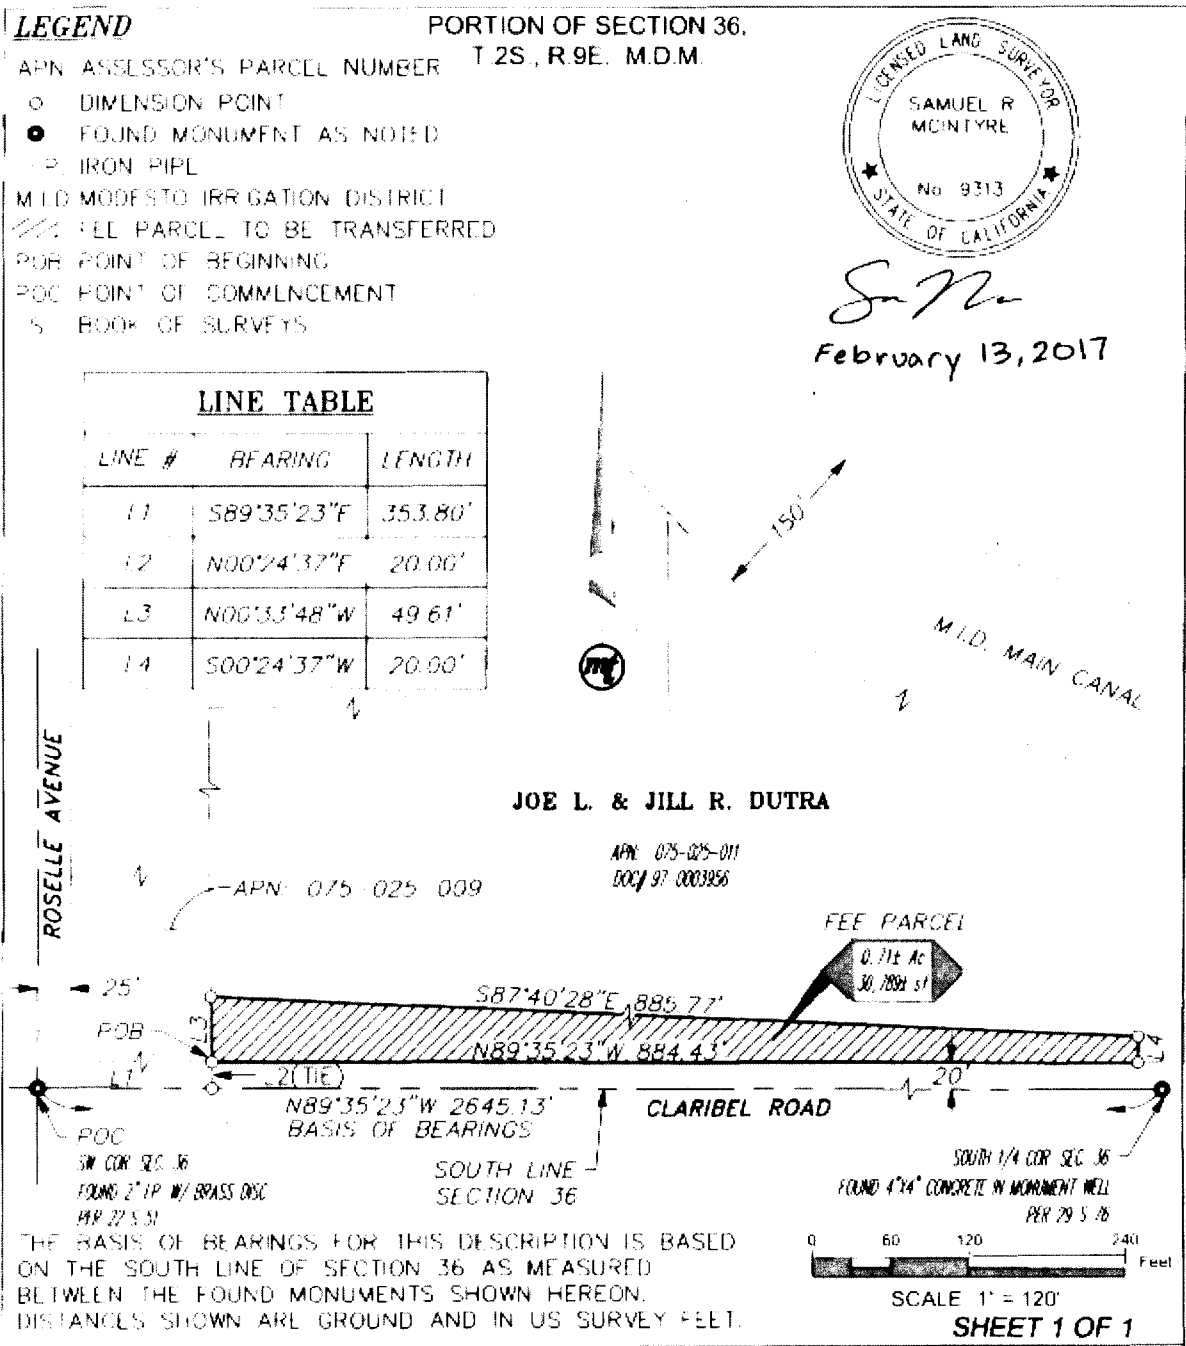 LEGEND
APN ASSESSOR'S PARCEL NUMBER
DIMENSION POINT
FOUND MONUMENT AS NOTED
P. IRON PIPE
M.I.D MODESTO IRRIGATION DISTRICT
FEE PARCEL TO BE TRANSFERRED
POB POINT OF BEGINNING
POC POINT OF COMMENCEMENT
S BOOK OF SURVEYS
PORTION OF SECTION 36,
T.2S., R.9E. M.D.M.
LICENSED LAND SURVEYOR
SAMUEL R
MCINTYRE
No 9313
STATE OF CALIFORNIA
February 13, 2017
LINE TABLE
LINE # BEARING LENGTH
L1 S89°35'23"E 353.80'
L2 N00°24'37"E 20.00'
L3 N00°33'48"W 49.61'
L4 S00°24'37"W 20.00'
150'
M.I.D. MAIN CANAL
ROSELLE AVENUE
JOE L. & JILL R. DUTRA
APN: 075-025-011
DOC# 97-0003956
APN: 075 025 009
FEE PARCEL
0.71± Ac
30,789± sf
25'
S87°40'28"E 885.77'
POB
L3
N89°35'23"W 884.43'
L4
L1
L2(TIE)
20'
N89°35'23"W 2645.13'
BASIS OF BEARINGS
CLARIBEL ROAD
POC
SW COR SEC. 36
FOUND 2" IP W/ BRASS DISC
PER 22 S 51
SOUTH LINE
SECTION 36
SOUTH 1/4 COR SEC. 36
FOUND 4"X4" CONCRETE IN MONUMENT WELL
PER 29 S 76
THE BASIS OF BEARINGS FOR THIS DESCRIPTION IS BASED
ON THE SOUTH LINE OF SECTION 36 AS MEASURED
BETWEEN THE FOUND MONUMENTS SHOWN HEREON.
DISTANCES SHOWN ARE GROUND AND IN US SURVEY FEET.
0 60 120 240
Feet
SCALE 1" = 120'
SHEET 1 OF 1